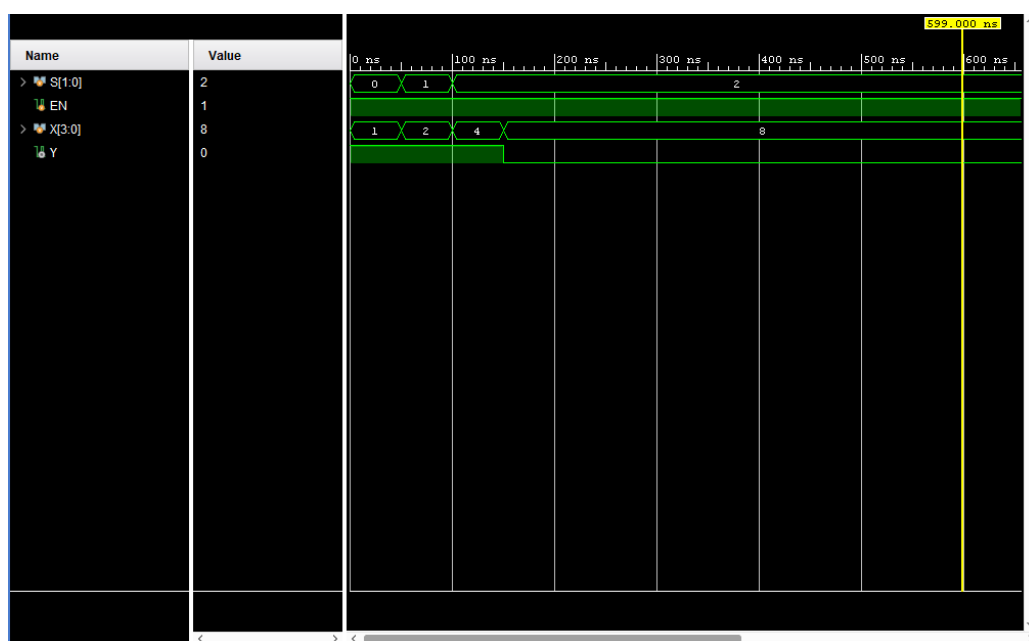 599.000 ns
Name Value
0 ns 100 ns 200 ns 300 ns 400 ns 500 ns 600 ns
S[1:0] 2 0 1 2
EN 1
X[3:0] 8 1 2 4 8
Y 0